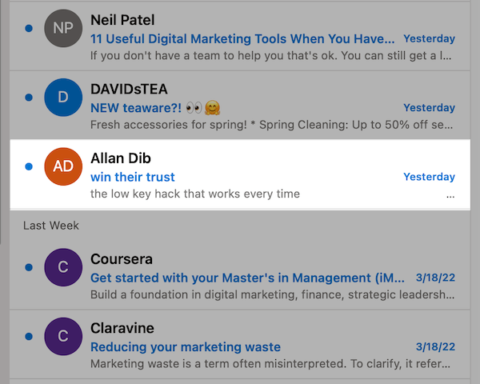 NP
Neil Patel
11 Useful Digital Marketing Tools When You Have... Yesterday
If you don't have a team to help you that's ok. You can still get a l...
D
DAVIDsTEA
NEW teaware?! 👀🤗 Yesterday
Fresh accessories for spring! * Spring Cleaning: Up to 50% off se...
AD
Allan Dib
win their trust Yesterday
the low key hack that works every time ...
Last Week
C
Coursera
Get started with your Master's in Management (iM... 3/18/22
Build a foundation in digital marketing, finance, strategic leadersh...
C
Claravine
Reducing your marketing waste 3/18/22
Marketing waste is a term often misinterpreted. To clarify, it refer...